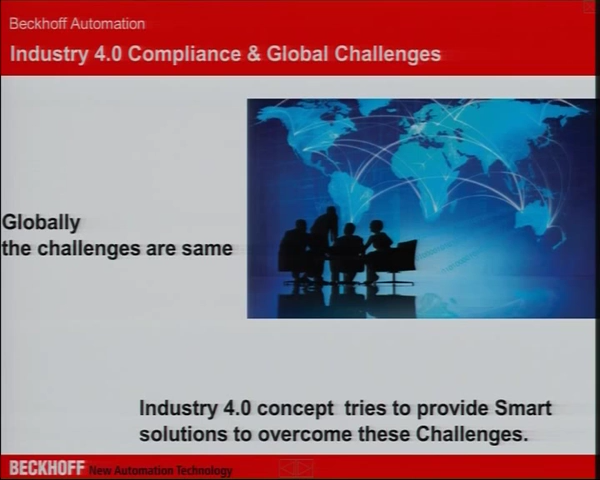 Beckhoff Automation
Industry 4.0 Compliance & Global Challenges
Globally
the challenges are same
Industry 4.0 concept tries to provide Smart
solutions to overcome these Challenges.
BECKHOFF New Automation Technology